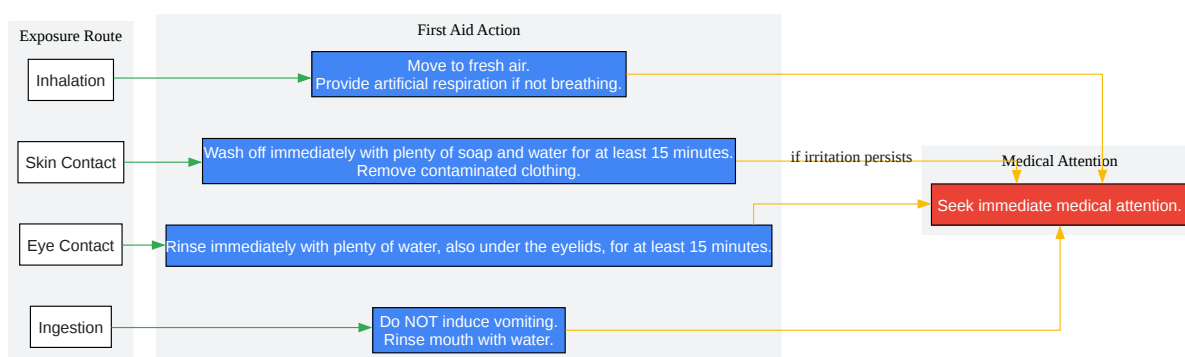 Exposure Route
First Aid Action
Inhalation
Move to fresh air.
Provide artificial respiration if not breathing.
Skin Contact
Wash off immediately with plenty of soap and water for at least 15 minutes.
Remove contaminated clothing.
if irritation persists
Medical Attention
Seek immediate medical attention.
Eye Contact
Rinse immediately with plenty of water, also under the eyelids, for at least 15 minutes.
Ingestion
Do NOT induce vomiting.
Rinse mouth with water.